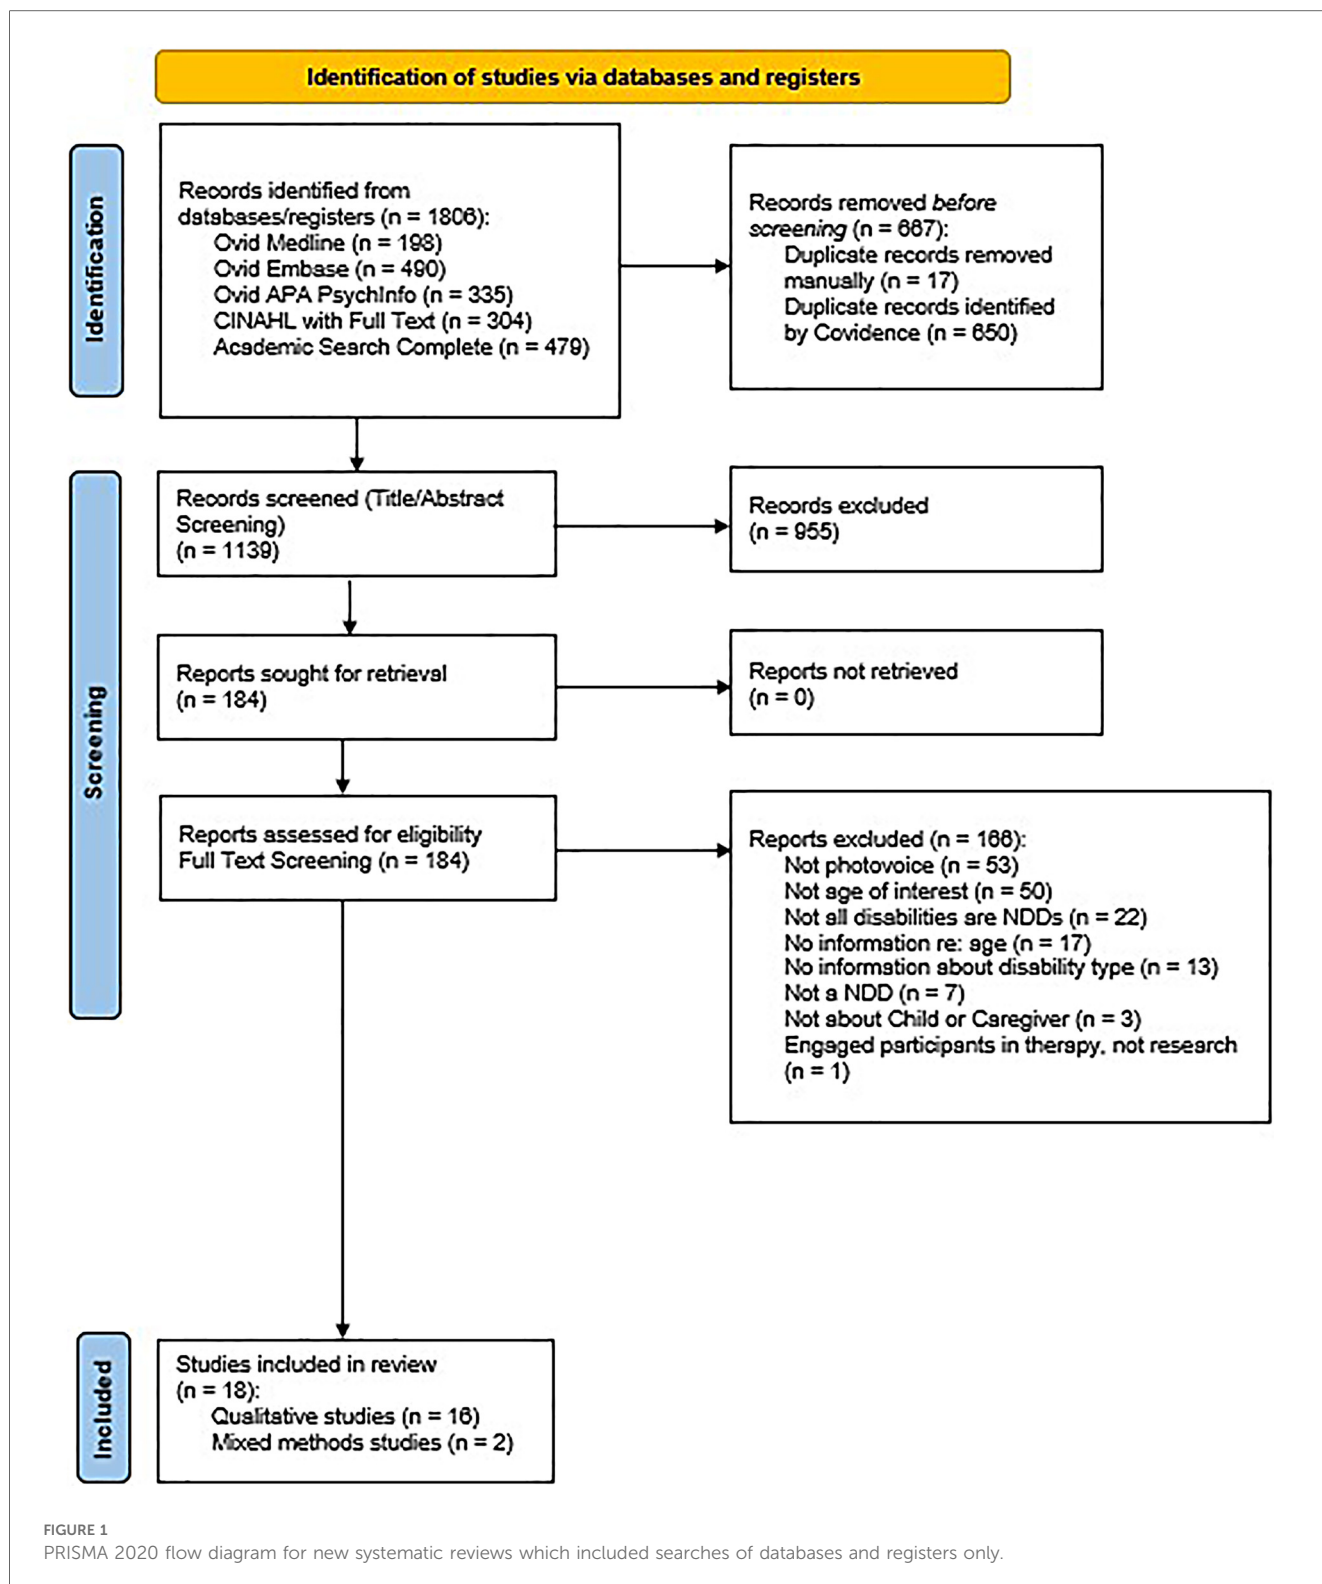 Identification of studies via databases and registers
Identification
Records identified from
databases/registers (n = 1806):
Ovid Medline (n = 198)
Ovid Embase (n = 490)
Ovid APA PsychInfo (n = 335)
CINAHL with Full Text (n = 304)
Academic Search Complete (n = 479)
Records removed before
screening (n = 667):
Duplicate records removed
manually (n = 17)
Duplicate records identified
by Covidence (n = 650)
Screening
Records screened (Title/Abstract
Screening)
(n = 1139)
Records excluded
(n = 955)
Reports sought for retrieval
(n = 184)
Reports not retrieved
(n = 0)
Reports assessed for eligibility
Full Text Screening (n = 184)
Reports excluded (n = 166):
Not photovoice (n = 53)
Not age of interest (n = 50)
Not all disabilities are NDDs (n = 22)
No information re: age (n = 17)
No information about disability type (n = 13)
Not a NDD (n = 7)
Not about Child or Caregiver (n = 3)
Engaged participants in therapy, not research
(n = 1)
Included
Studies included in review
(n = 18):
Qualitative studies (n = 16)
Mixed methods studies (n = 2)
FIGURE 1
PRISMA 2020 flow diagram for new systematic reviews which included searches of databases and registers only.